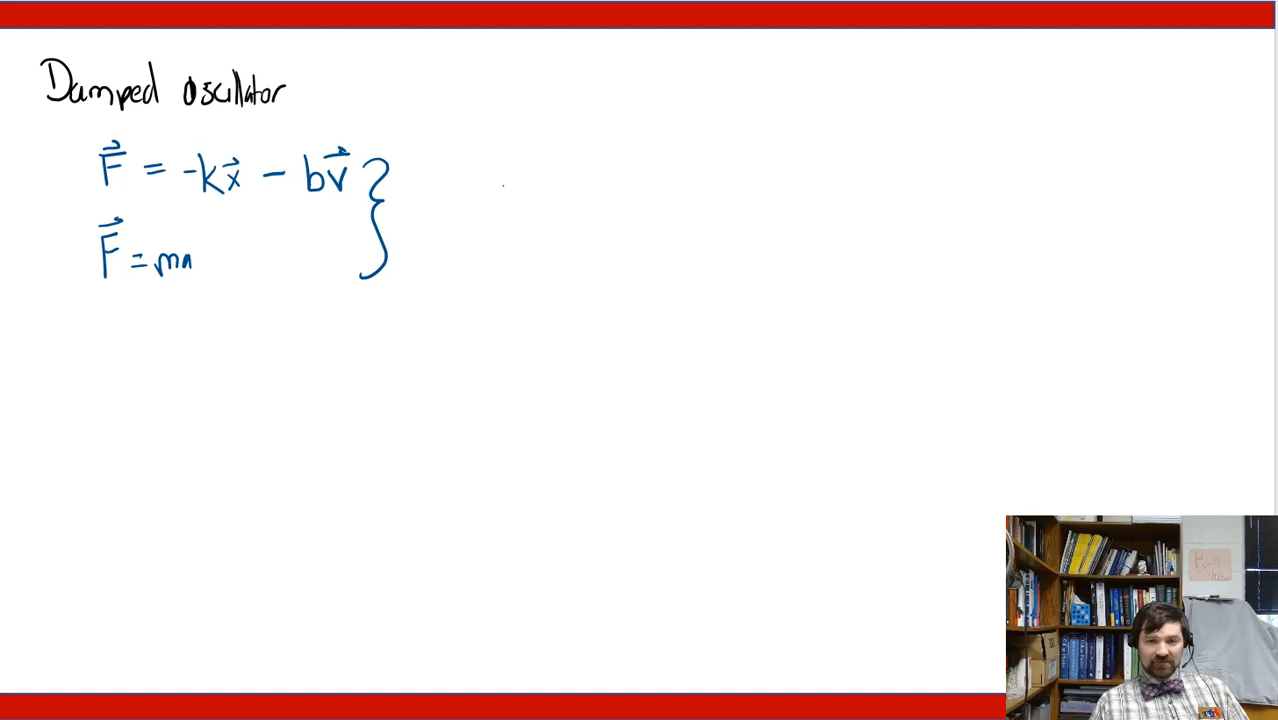 Damped oscillator
F⃗ = -kx⃗ - bv⃗ }
F⃗ = ma